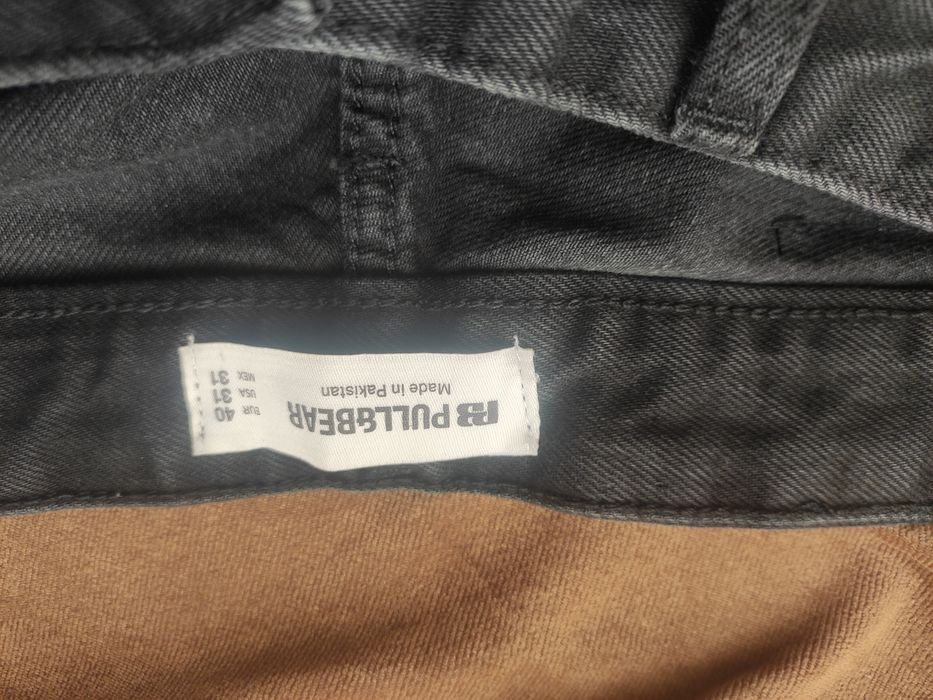 PULL&BEAR
Made in Pakistan
EUR 40
USA 31
MEX 31